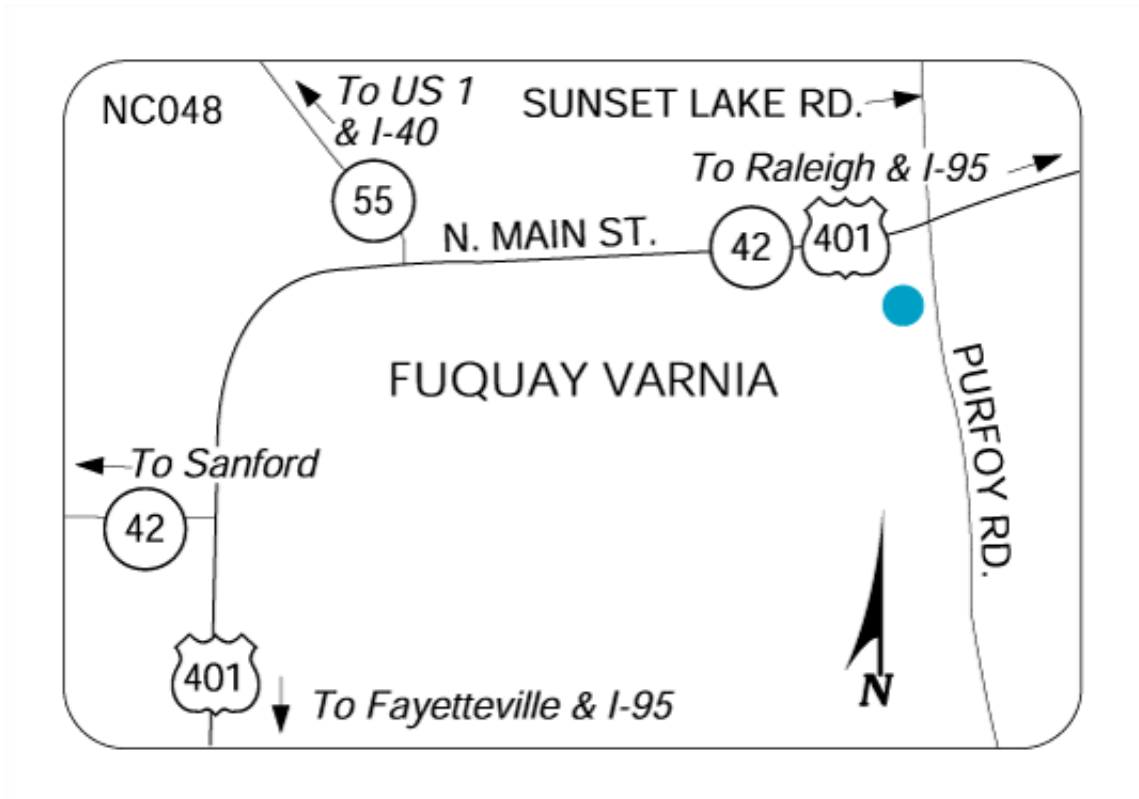 NC048
To US 1
& I-40
SUNSET LAKE RD.
To Raleigh & I-95
55
N. MAIN ST.
42
401
FUQUAY VARNIA
PURFOY RD.
To Sanford
42
401
To Fayetteville & I-95
N